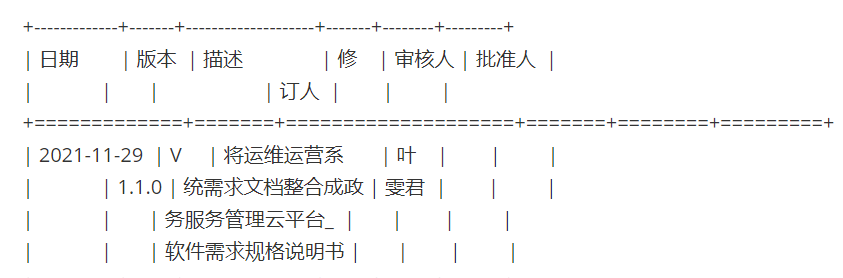 +-------------+-------+--------------------+-------+--------+---------+
| 日期 | 版本 | 描述 | 修 | 审核人 | 批准人 |
| | | | 订人 | | |
+=============+=======+====================+=======+========+=========+
| 2021-11-29 | V | 将运维运营系 | 叶 | | |
| | 1.1.0 | 统需求文档整合成政 | 雯君 | | |
| | | 务服务管理云平台_ | | | |
| | | 软件需求规格说明书 | | | |